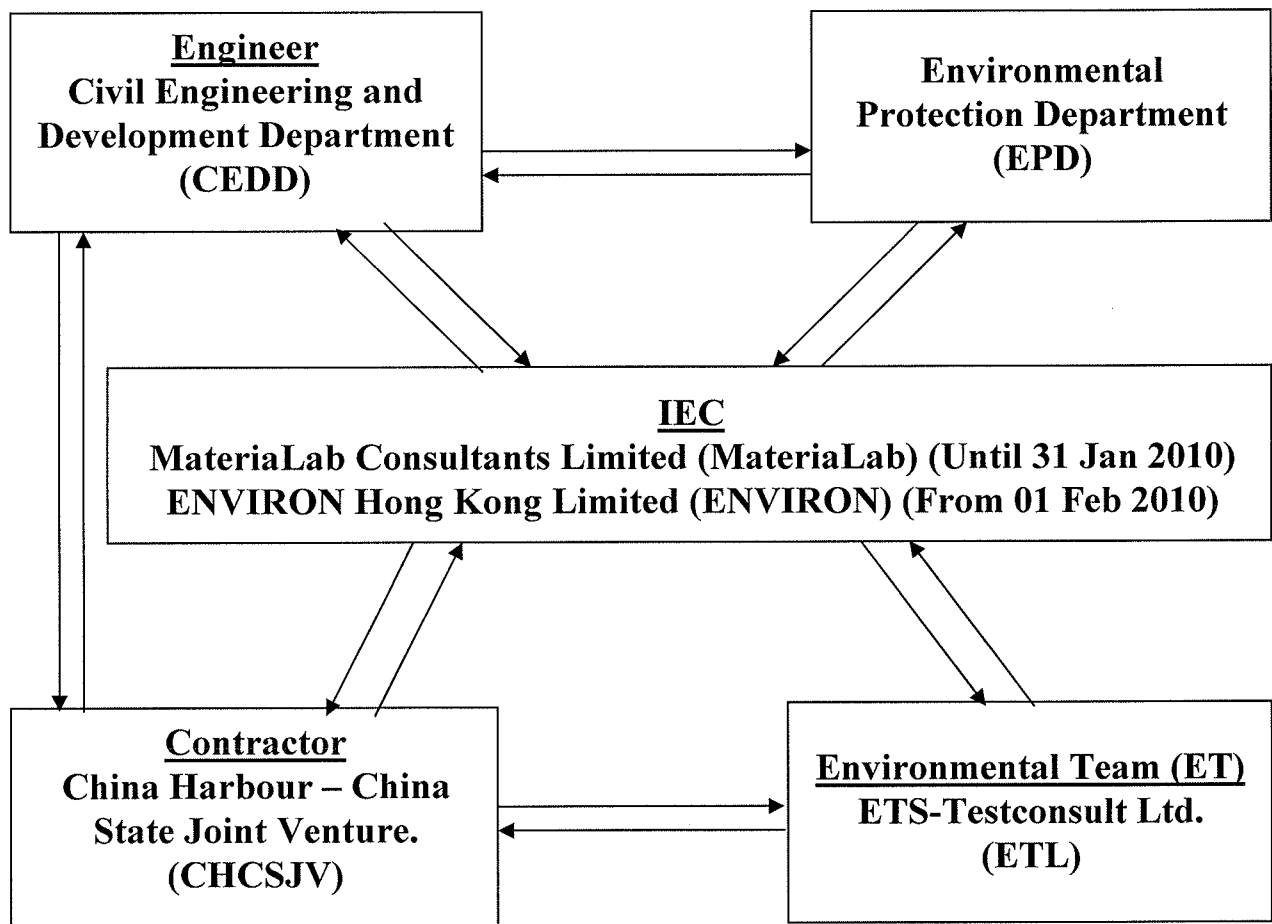 Engineer
Civil Engineering and
Development Department
(CEDD)
Environmental
Protection Department
(EPD)
IEC
MateriaLab Consultants Limited (MateriaLab) (Until 31 Jan 2010)
ENVIRON Hong Kong Limited (ENVIRON) (From 01 Feb 2010)
Contractor
China Harbour – China
State Joint Venture.
(CHCSJV)
Environmental Team (ET)
ETS-Testconsult Ltd.
(ETL)